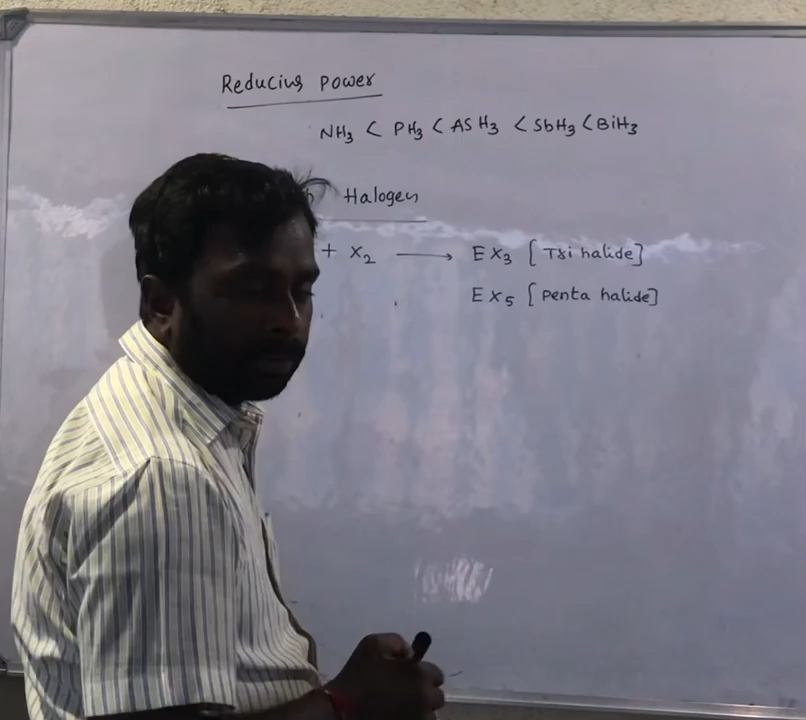 Reducing Power
NH3 < PH3 < ASH3 < SbH3 < BiH3
Halogen
+ X2 ⟶ EX3 [Tri halide]
EX5 [Penta halide]